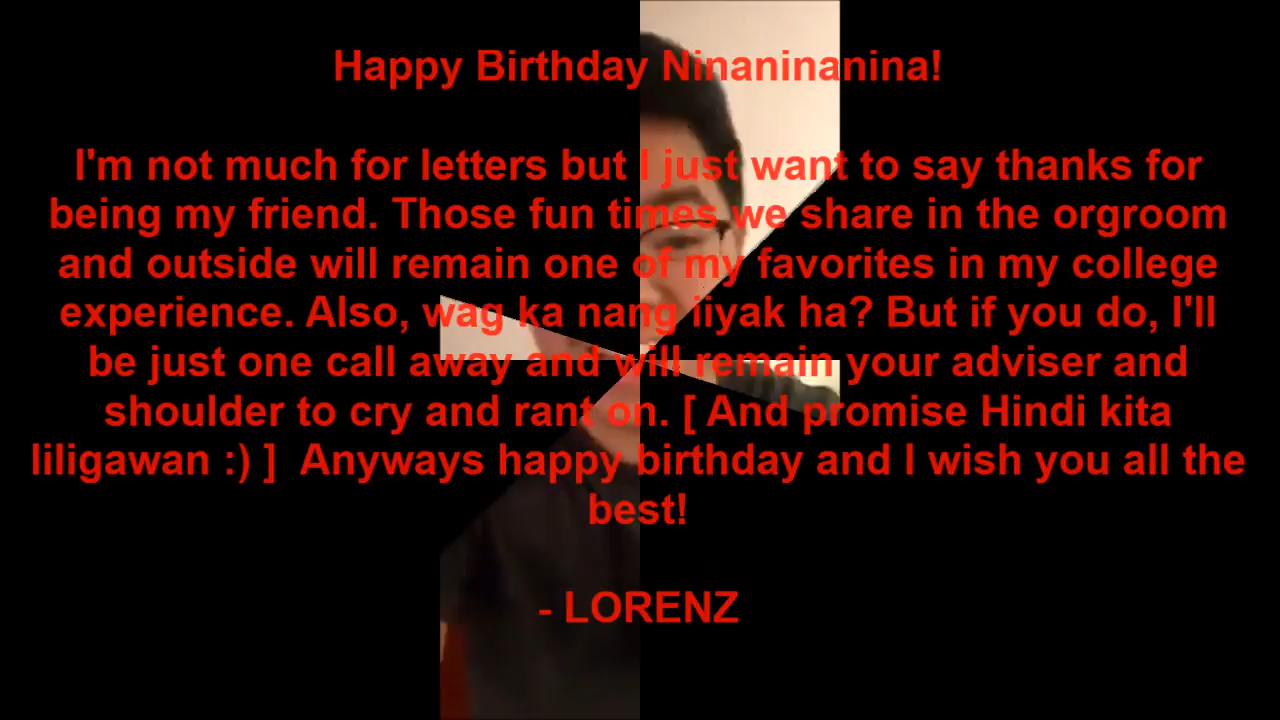 Happy Birthday Ninaninanina!
I'm not much for letters but I just want to say thanks for
being my friend. Those fun times we share in the orgroom
and outside will remain one of my favorites in my college
experience. Also, wag ka nang iiyak ha? But if you do, I'll
be just one call away and will remain your adviser and
shoulder to cry and rant on. [ And promise Hindi kita
liligawan :) ]  Anyways happy birthday and I wish you all the
best!
- LORENZ